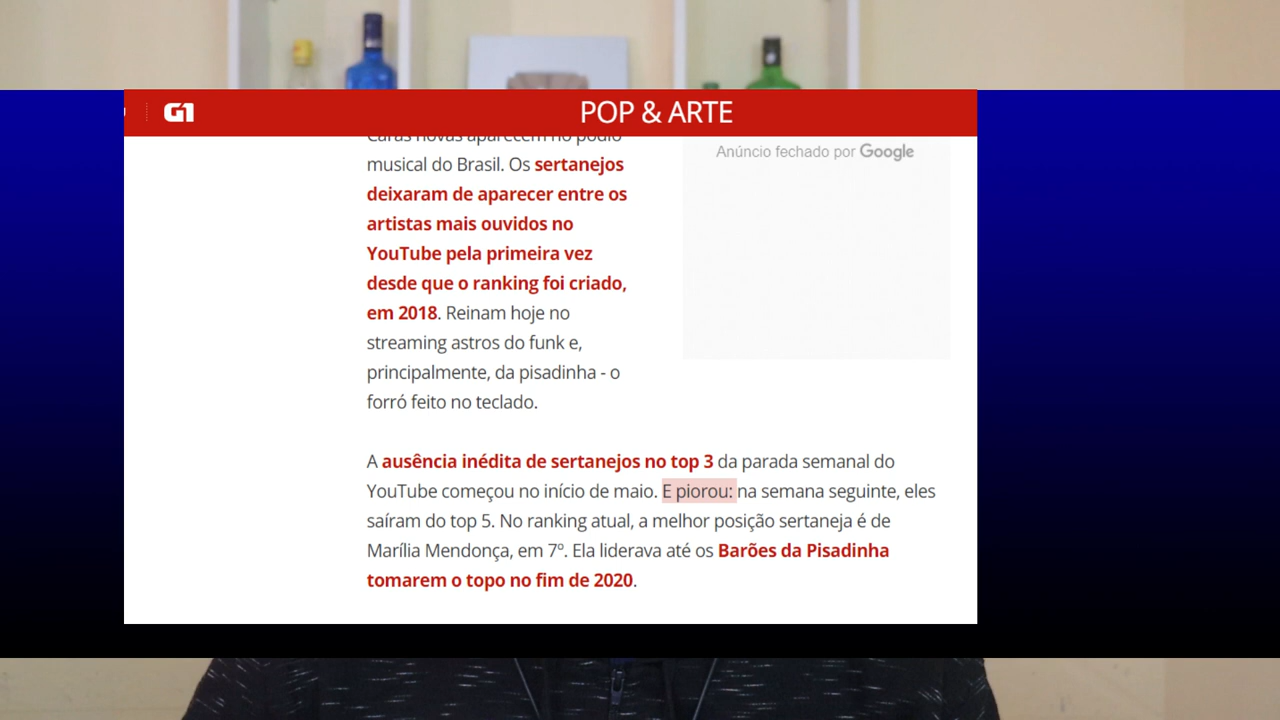 G1
POP & ARTE
Caras novas aparecem no pódio
musical do Brasil. Os sertanejos
deixaram de aparecer entre os
artistas mais ouvidos no
YouTube pela primeira vez
desde que o ranking foi criado,
em 2018. Reinam hoje no
streaming astros do funk e,
principalmente, da pisadinha - o
forró feito no teclado.
Anúncio fechado por Google
A ausência inédita de sertanejos no top 3 da parada semanal do
YouTube começou no início de maio. E piorou: na semana seguinte, eles
saíram do top 5. No ranking atual, a melhor posição sertaneja é de
Marília Mendonça, em 7º. Ela liderava até os Barões da Pisadinha
tomarem o topo no fim de 2020.